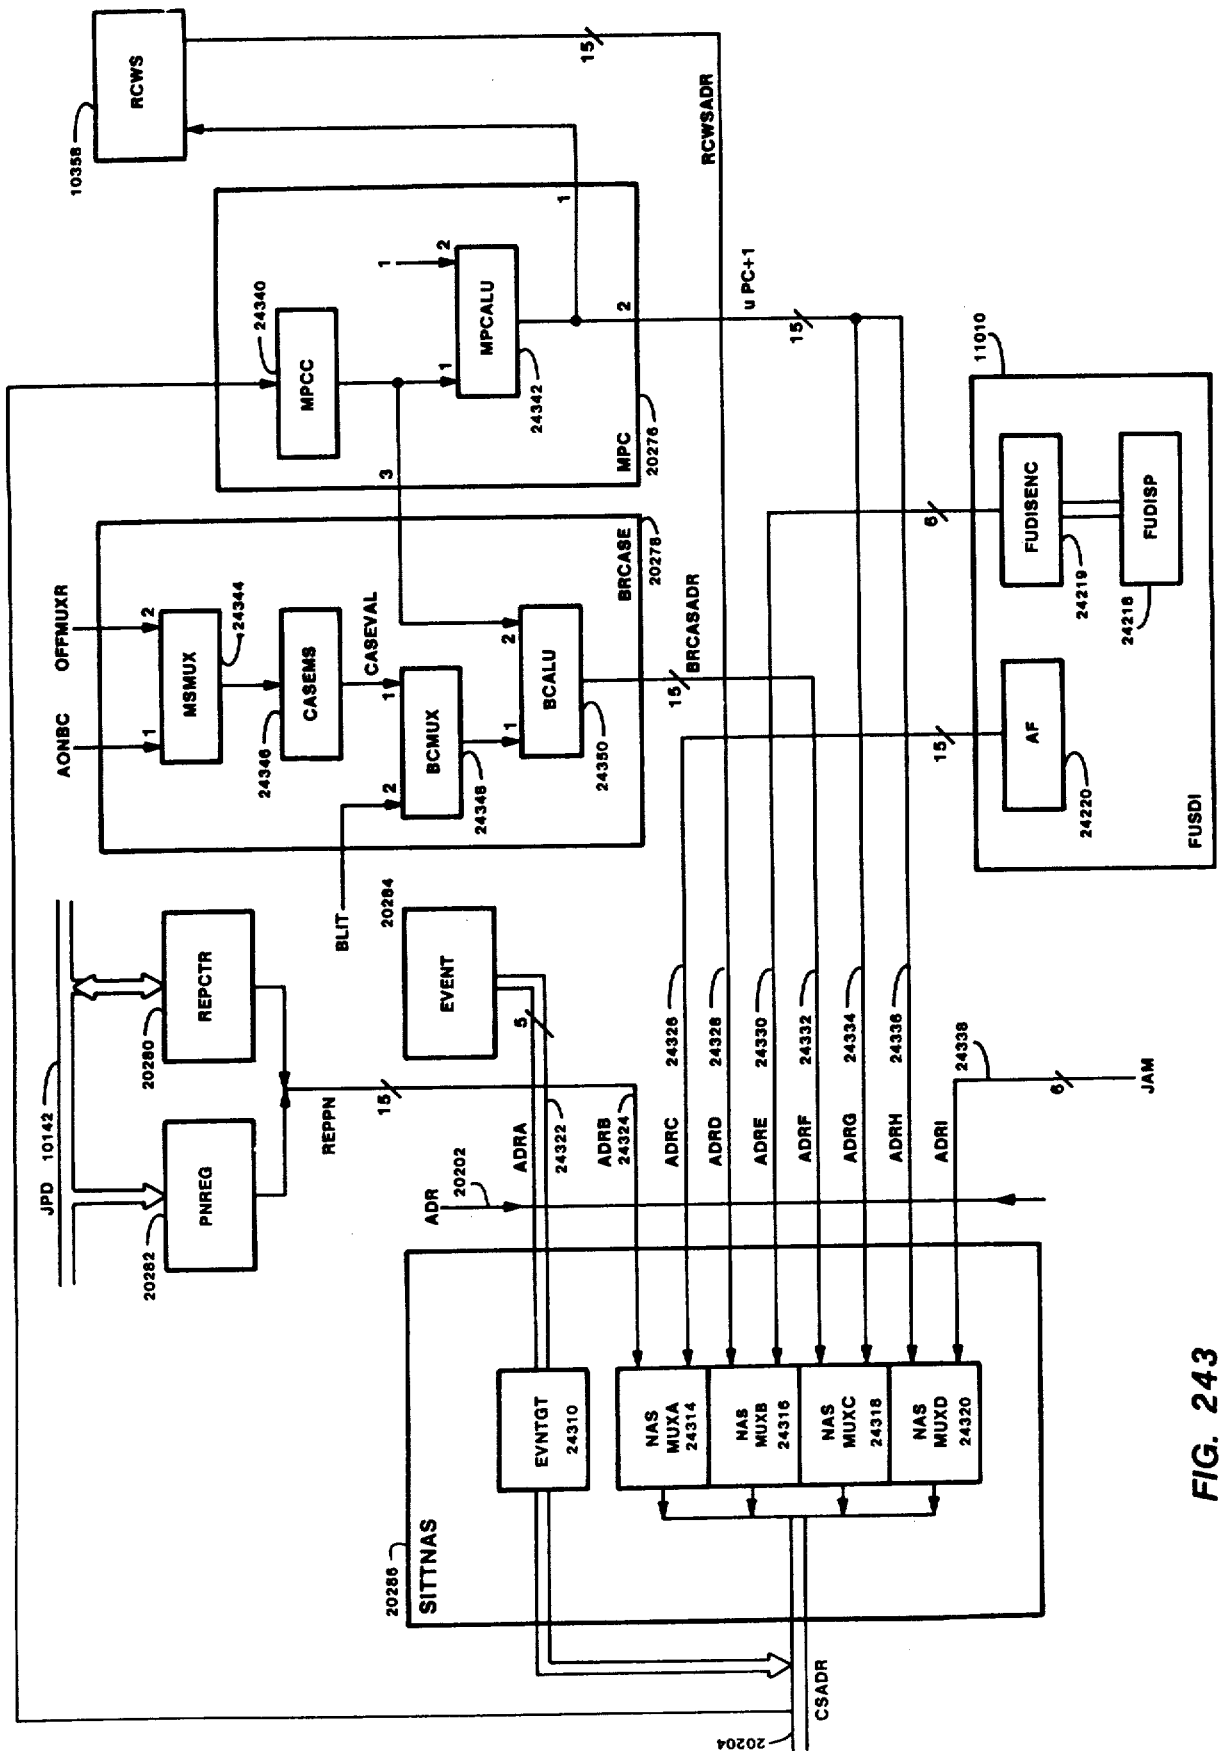 JPD 10142
20282
PNREG
20280
REPCTR
REPPN
15
AONBC
OFFMUXR
1
2
MSMUX
24344
24346
CASEMS
CASEVAL
BLIT
2
1
BCMUX
24348
1
2
BCALU
24350
BRCASE
20278
15
BRCASADR
24340
MPCC
3
1
1
2
MPCALU
24342
MPC
20276
1
2
10358
RCWS
15
RCWSADR
u PC+1
15
20284
EVENT
5
ADRA
24322
ADR
20202
ADRB
24324
ADRC
24326
ADRD
24328
ADRE
24330
ADRF
24332
ADRG
24334
ADRH
24336
ADRI
24338
6
JAM
20286
SITTNAS
EVNTGT
24310
NAS
MUXA
24314
NAS
MUXB
24316
NAS
MUXC
24318
NAS
MUXD
24320
CSADR
20204
11010
15
6
AF
24220
FUDISENC
24219
FUDISP
24218
FUSDI
FIG. 243